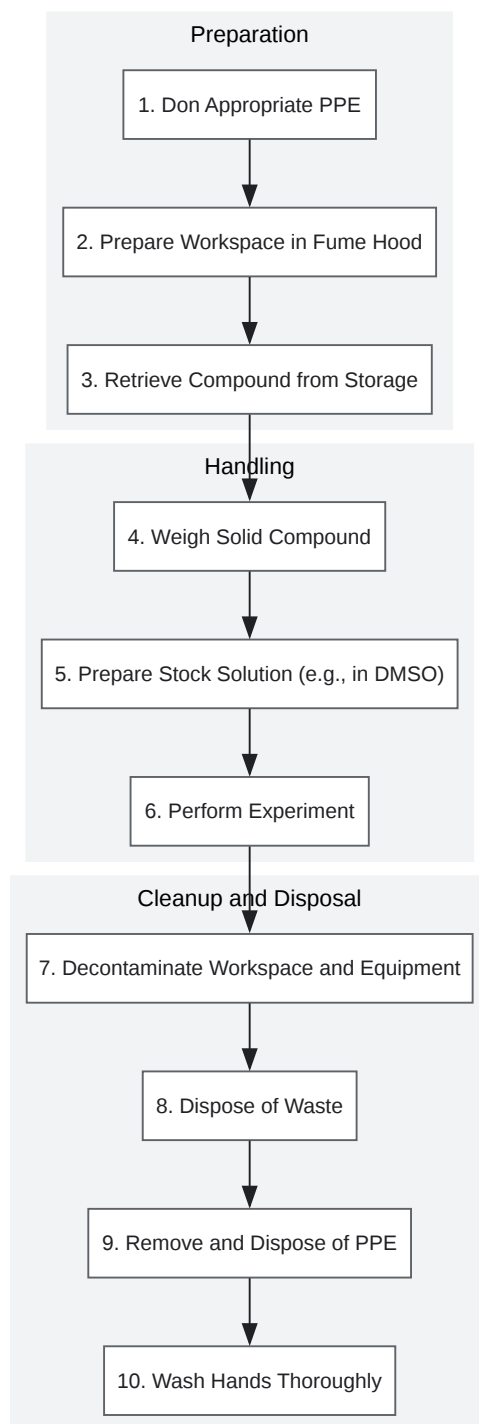 Preparation
1. Don Appropriate PPE
2. Prepare Workspace in Fume Hood
3. Retrieve Compound from Storage
Handling
4. Weigh Solid Compound
5. Prepare Stock Solution (e.g., in DMSO)
6. Perform Experiment
Cleanup and Disposal
7. Decontaminate Workspace and Equipment
8. Dispose of Waste
9. Remove and Dispose of PPE
10. Wash Hands Thoroughly